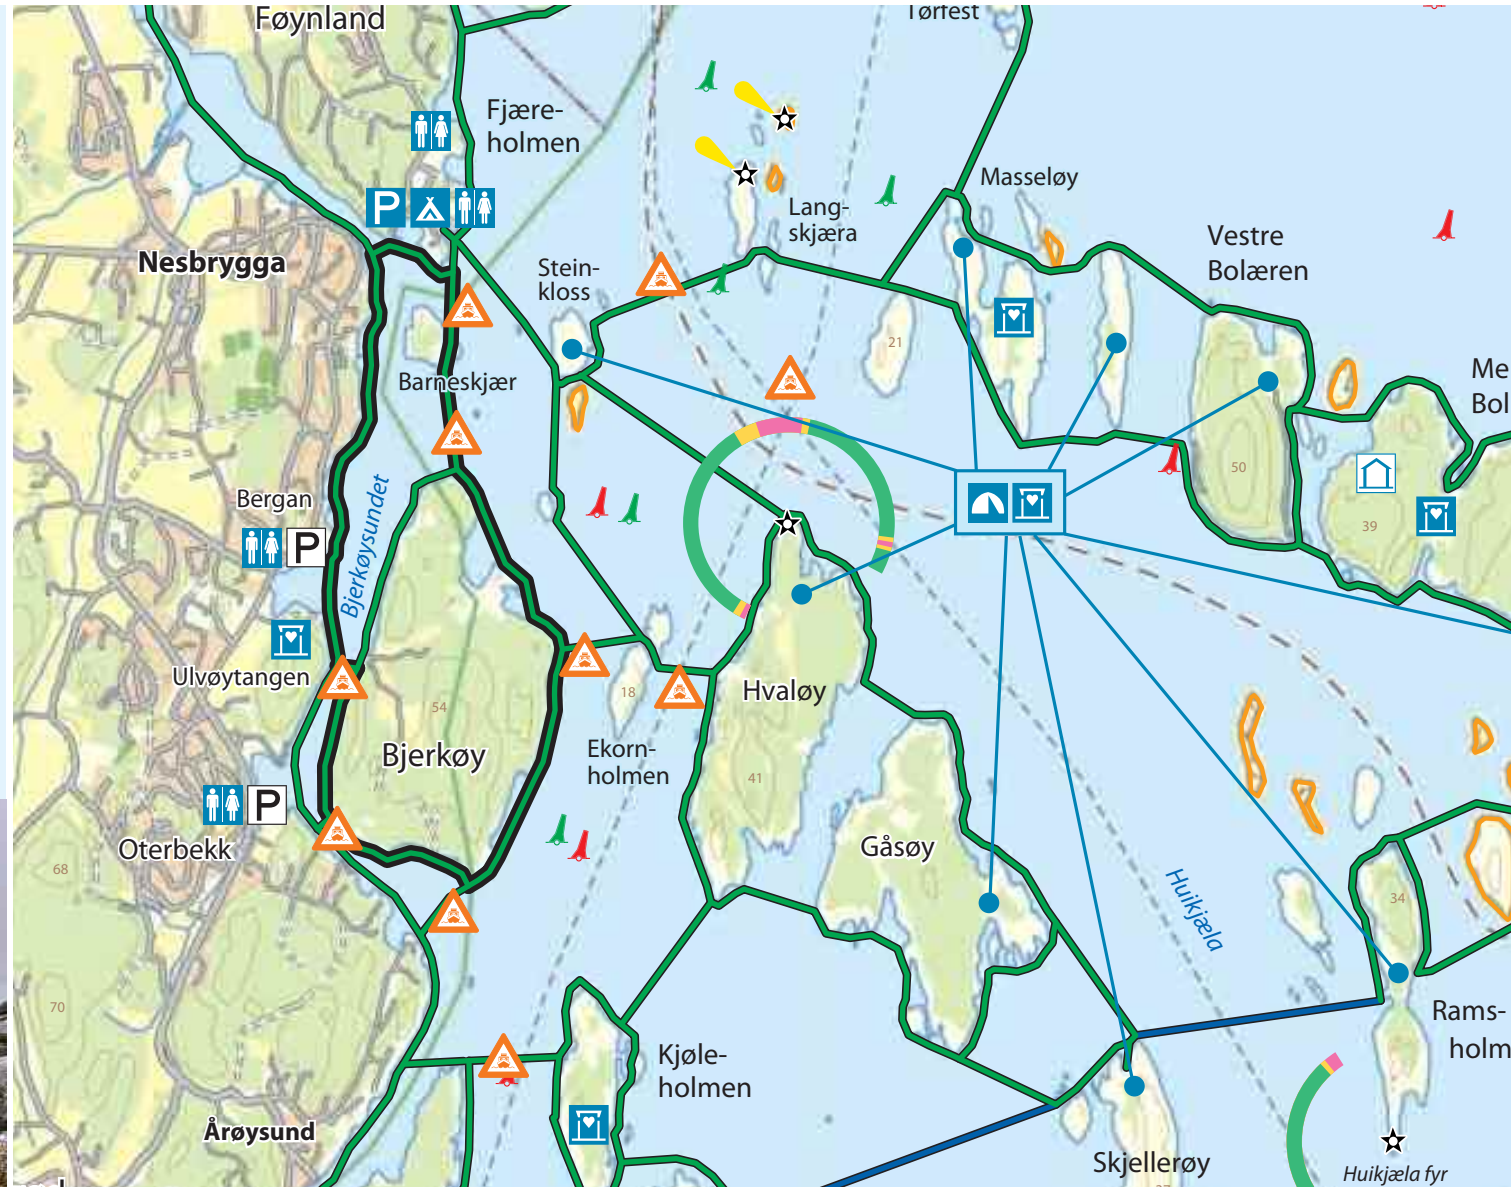 Føynland
Tørfest
Fjære-
holmen
Masseløy
P
Lang-
skjæra
Vestre
Bolæren
Nesbrygga
Stein-
kloss
21
Barneskjær
Me
Bol
50
Bergan
P
39
Bjerkøysundet
Ulvøytangen
18
Hvaløy
54
Bjerkøy
Ekorn-
holmen
41
P
Oterbekk
Gåsøy
68
34
Huikjæla
70
Rams-
holm
Kjøle-
holmen
Årøysund
Skjellerøy
Huikjæla fyr